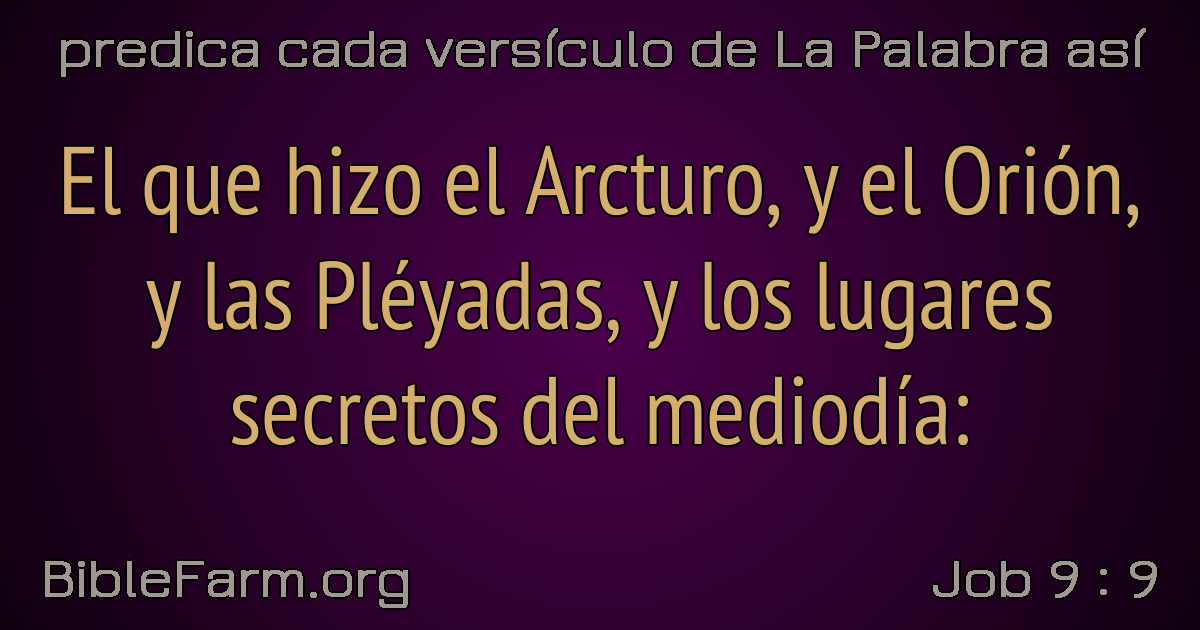 predica cada versículo de La Palabra así
El que hizo el Arcturo, y el Orión,
y las Pléyadas, y los lugares
secretos del mediodía:
BibleFarm.org
Job 9 : 9